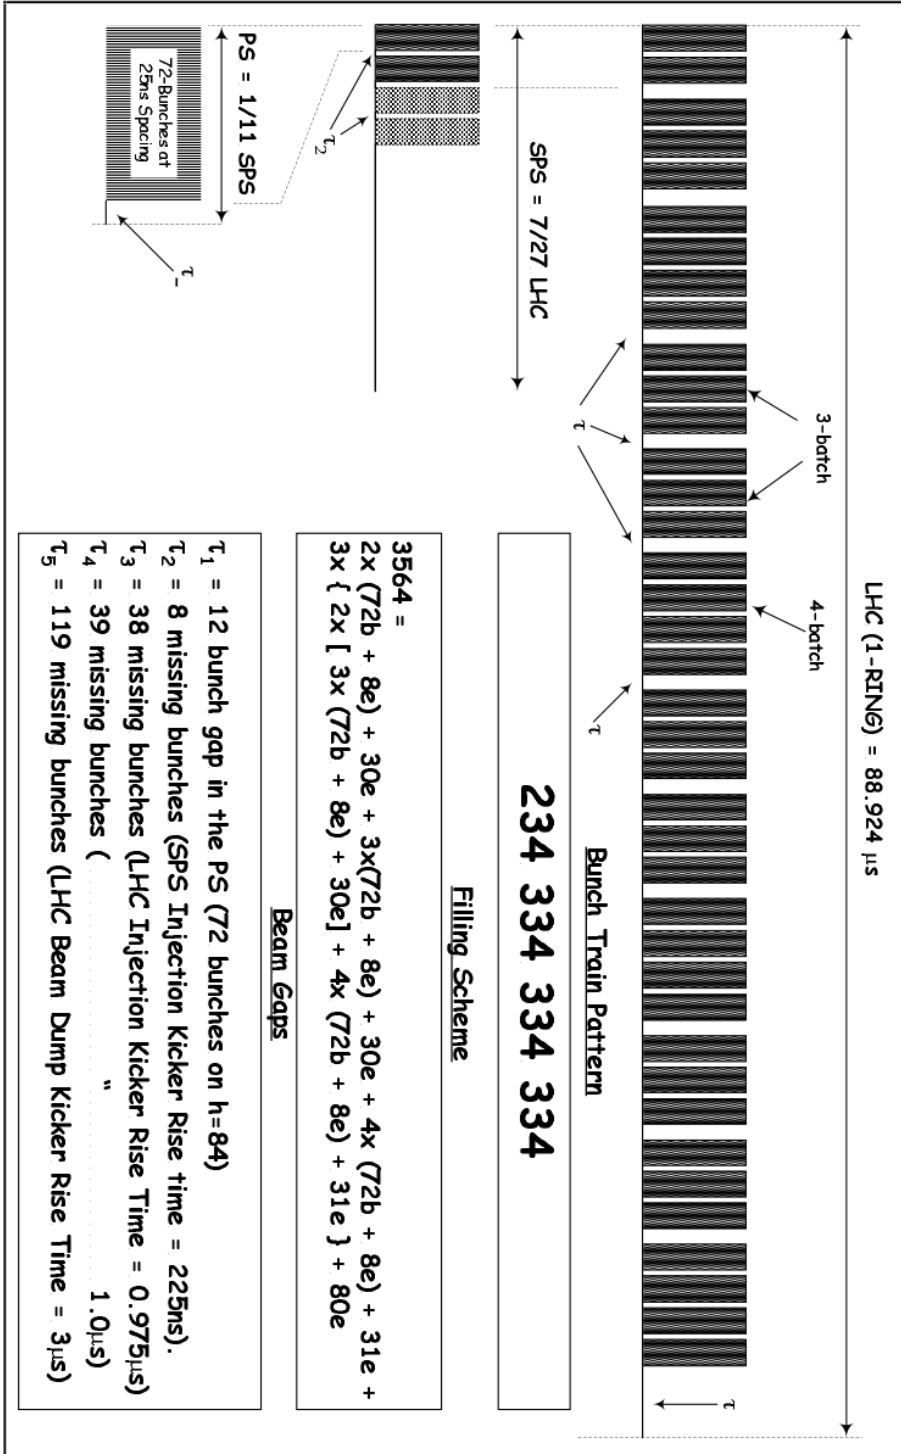 LHC (1-RING) = 88.924 μs
3-batch
4-batch
τ
τ
τ
SPS = 7/27 LHC
τ2
PS = 1/11 SPS
72-Bunches at
25ns Spacing
τ-
Bunch Train Pattern
234 334 334 334
Filling Scheme
3564 =
2x (72b + 8e) + 30e + 3x(72b + 8e) + 30e + 4x (72b + 8e) + 31e +
3x { 2x [ 3x (72b + 8e) + 30e] + 4x (72b + 8e) + 31e } + 80e
Beam Gaps
τ1 = 12 bunch gap in the PS (72 bunches on h=84)
τ2 = 8 missing bunches (SPS Injection Kicker Rise time = 225ns).
τ3 = 38 missing bunches (LHC Injection Kicker Rise Time = 0.975μs)
τ4 = 39 missing bunches ( " 1.0μs)
τ5 = 119 missing bunches (LHC Beam Dump Kicker Rise Time = 3μs)